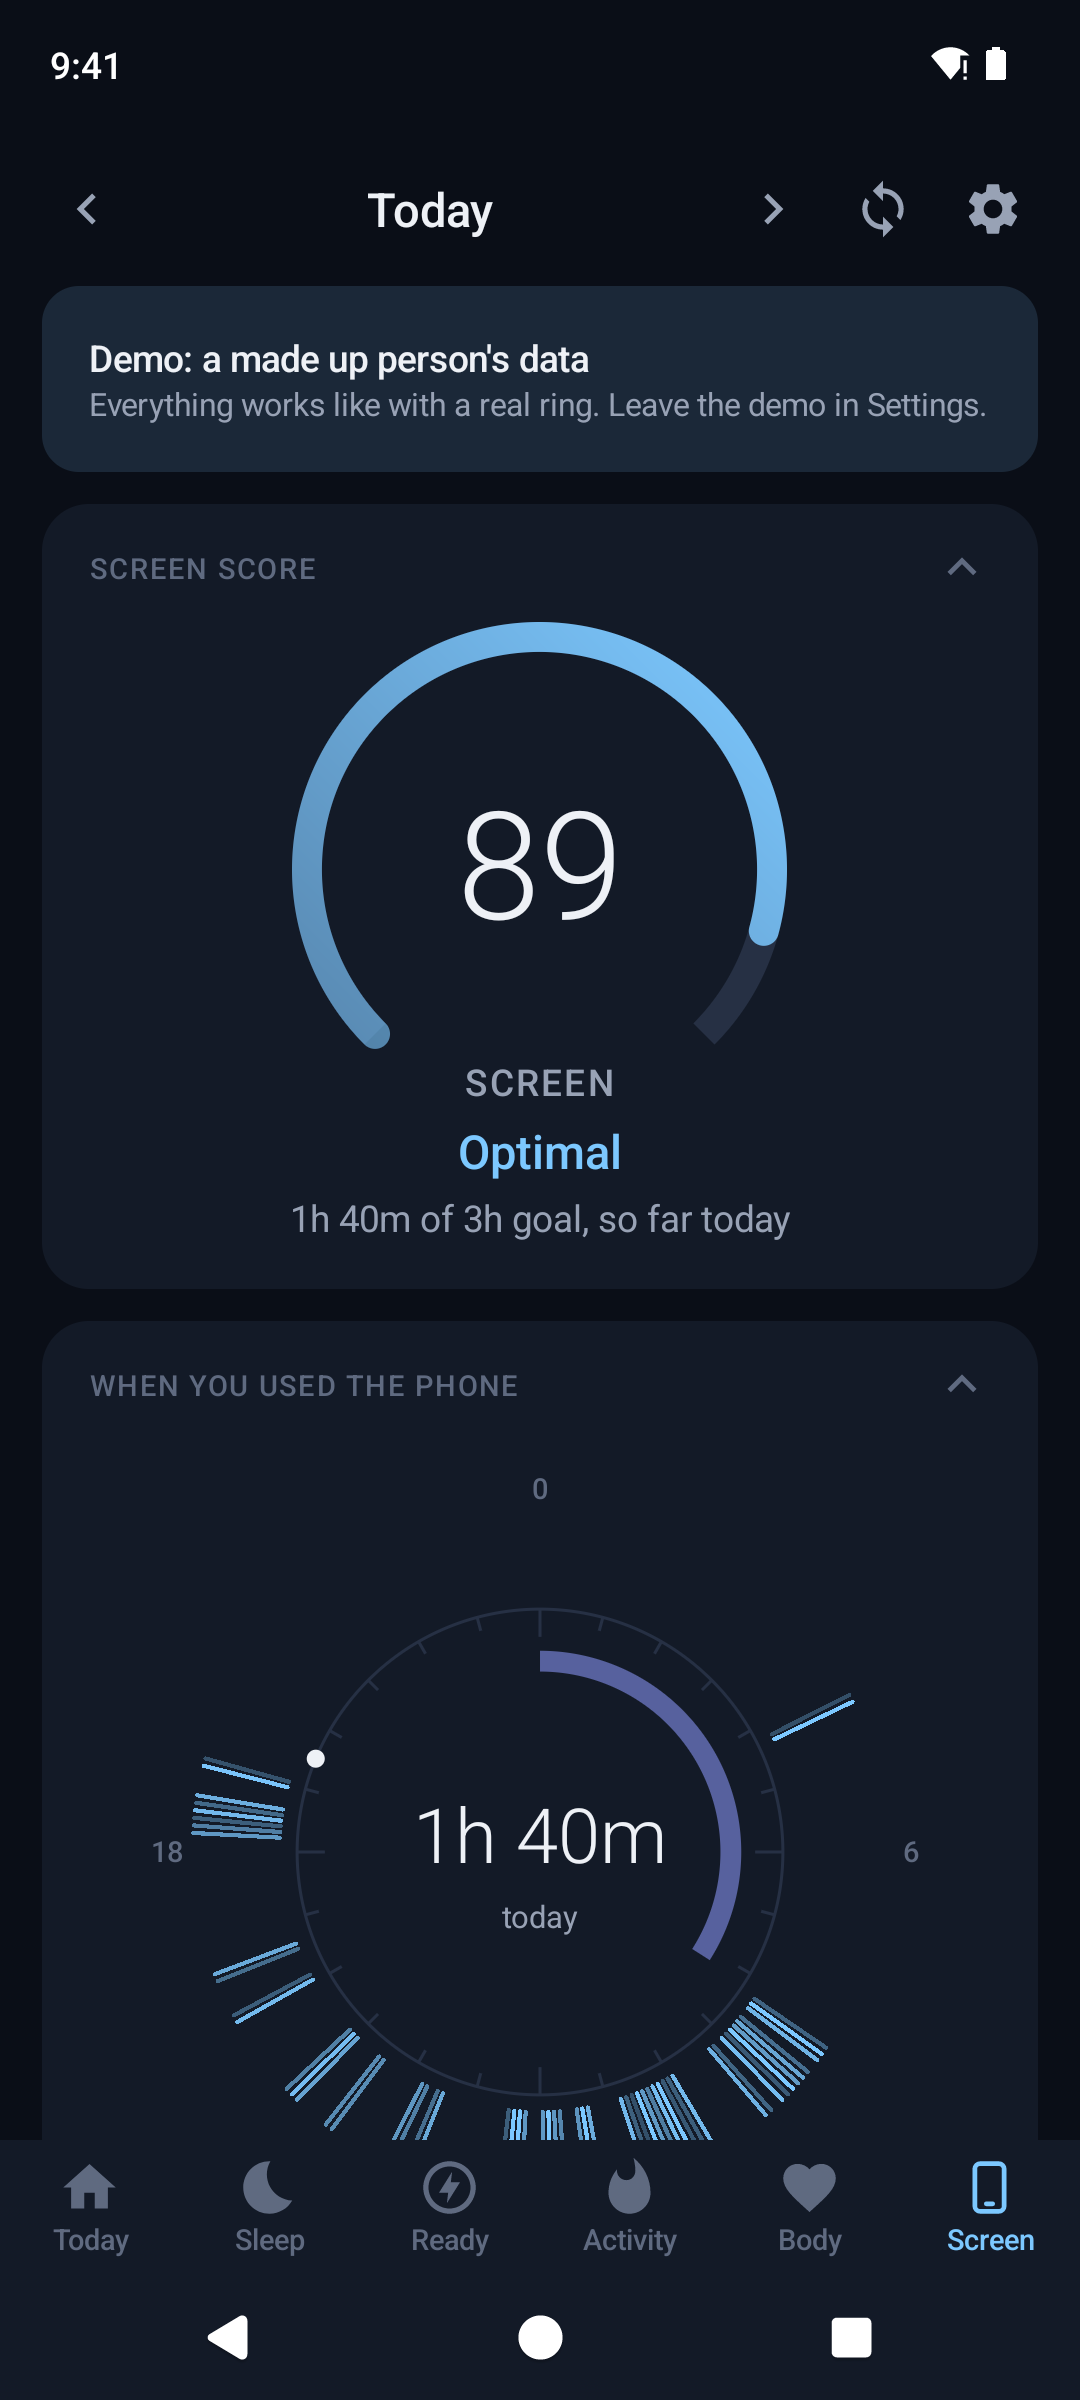 9:41
Today
Demo: a made up person's data
Everything works like with a real ring. Leave the demo in Settings.
SCREEN SCORE
89
SCREEN
Optimal
1h 40m of 3h goal, so far today
WHEN YOU USED THE PHONE
0
1h 40m
18
6
today
Today
Sleep
Ready
Activity
Body
Screen